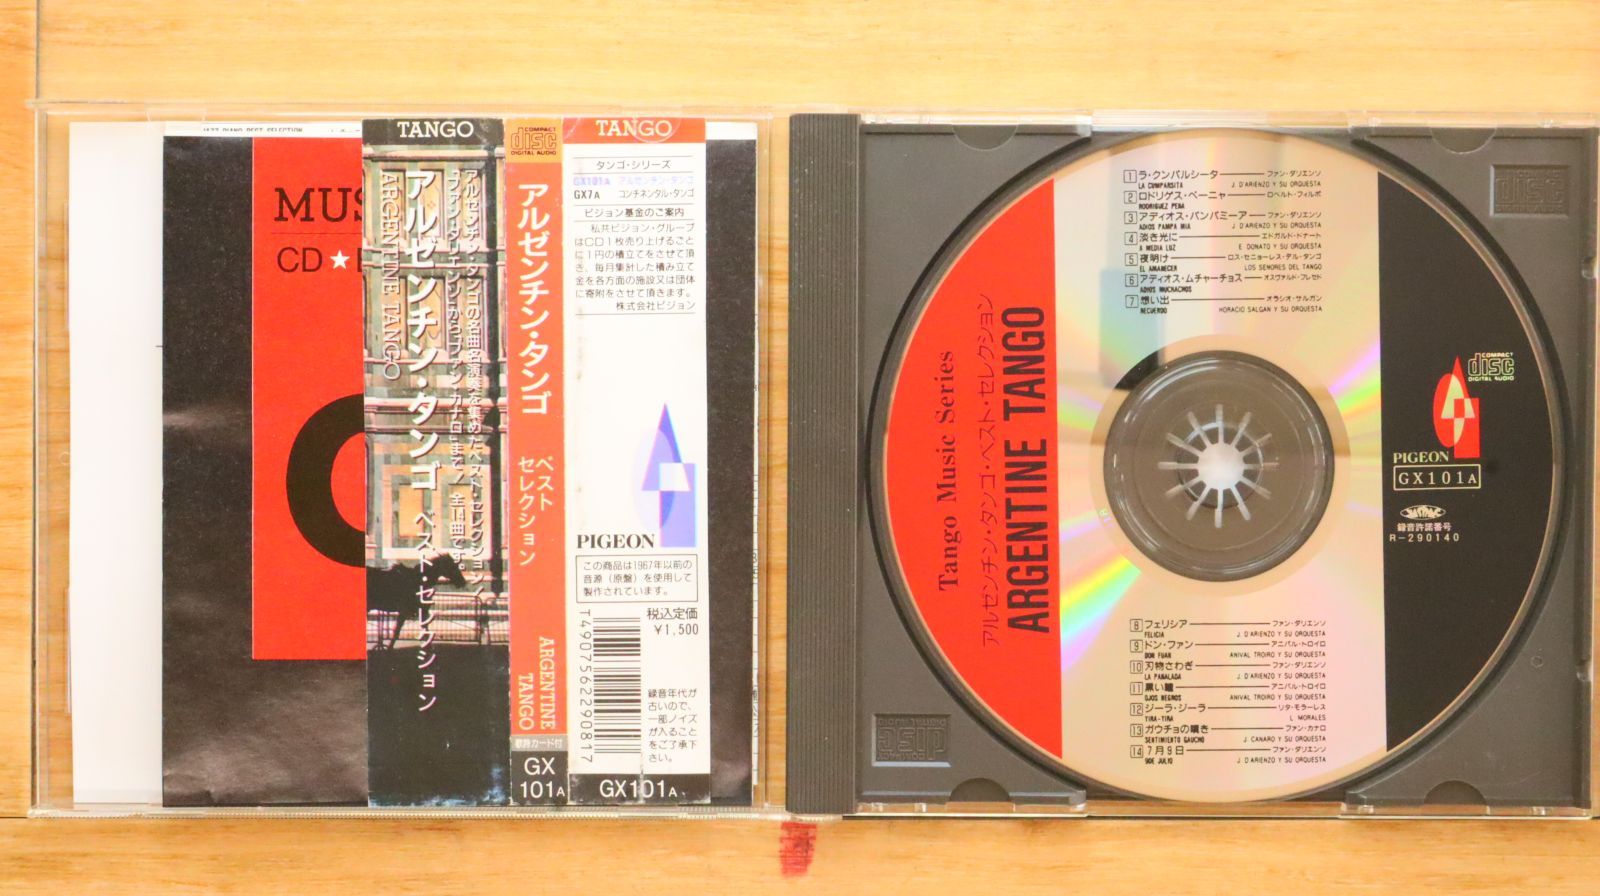 JAZZ PIANO BEST SELECTION
MUS
CD★
TANGO
アルゼンチン・タンゴの名曲名演奏を集めたベスト・セレクション!
「ファン・ダリエンソ」から「ファン・カナロ」まで、全14曲です。
アルゼンチン・タンゴ ベスト・セレクション
ARGENTINE TANGO
COMPACT
disc
DIGITAL AUDIO
アルゼンチン・タンゴ ベスト
セレクション
ARGENTINE
TANGO
歌詩カード付
GX
101A
TANGO
タンゴ・シリーズ
GX101A アルゼンチン・タンゴ
GX7A コンチネンタル・タンゴ
ピジョン基金のご案内
私共ピジョン・グループ
はCD1枚売り上げるごと
に1円の積立てをさせて頂
き、毎月集計した積み立て
金を各方面の施設又は団体
に寄附をさせて頂きます。
株式会社ピジョン
PIGEON
この商品は1967年以前の
音源(原盤)を使用して
製作されています。
税込定価
¥1,500
T4907562290817
録音年代が
古いので、
一部ノイズ
が入ること
をご了承下
さい。
GX101A
Tango Music Series
アルゼンチン・タンゴ・ベスト・セレクション
ARGENTINE TANGO
1 ラ・クンパルシータ ファン・ダリエンソ
LA CUMPARSITA J. D'ARIENZO Y SU ORQUESTA
2 ロドリゲス・ペーニャ ロベルト・フィルポ
RODRIGUEZ PENA
3 アディオス・パンパミーア ファン・ダリエンソ
ADIOS PAMPA MIA J. D'ARIENZO Y SU ORQUESTA
4 淡き光に エドガルド・ドナート
A MEDIA LUZ E. DONATO Y SU ORQUESTA
5 夜明け ロス・セニョーレス・デル・タンゴ
EL AMANECER LOS SENORES DEL TANGO
6 アディオス・ムチャーチョス オスヴァルド・フレセド
ADIOS MUCHACHOS
7 想い出 オラシオ・サルガン
RECUERDO HORACIO SALGAN Y SU ORQUESTA
COMPACT
disc
DIGITAL AUDIO
PIGEON
GX101A
JASRAC
録音許諾番号
R-290140
8 フェリシア ファン・ダリエンソ
FELICIA J. D'ARIENZO Y SU ORQUESTA
9 ドン・ファン アニバル・トロイロ
DON FUAN ANIVAL TROIRO Y SU ORQUESTA
10 刃物さわぎ ファン・ダリエンソ
LA PANALADA J. D'ARIENZO Y SU ORQUESTA
11 黒い瞳 アニバル・トロイロ
OJOS NEGROS ANIVAL TROIRO Y SU ORQUESTA
12 ジーラ・ジーラ リタ・モラーレス
YIRA-YIRA L. MORALES
13 ガウチョの嘆き ファン・カナロ
SENTIMIENTO GAUCHO J. CANARO Y SU ORQUESTA
14 7月9日 ファン・ダリエンソ
9DE JULIO J. D'ARIENZO Y SU ORQUESTA
COMPACT
disc
DIGITAL AUDIO